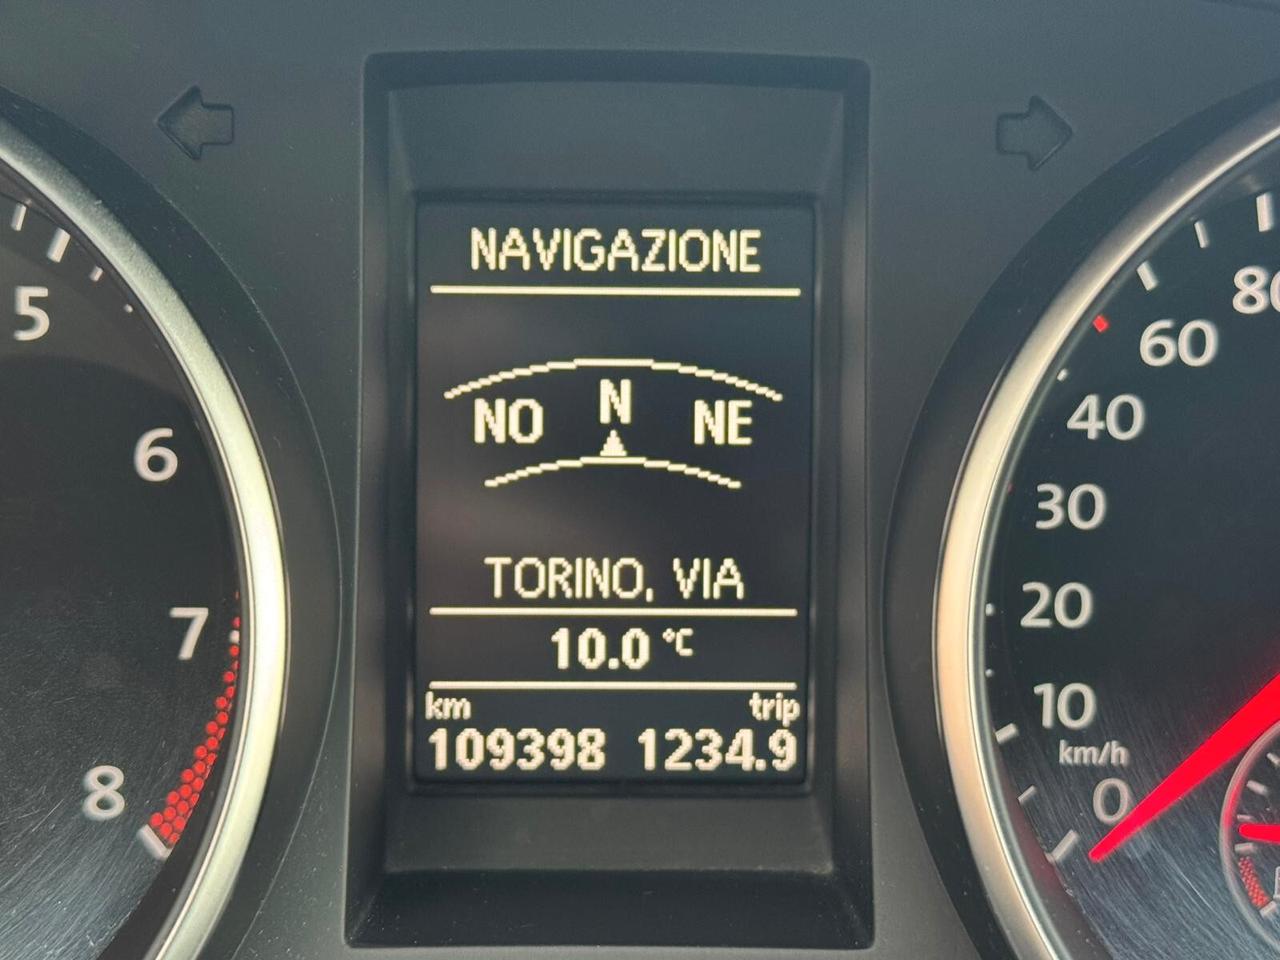 NAVIGAZIONE
NO N NE
TORINO, VIA
10.0 °C
km trip
109398 1234.9
5
6
7
8
80
60
40
30
20
10
km/h
0